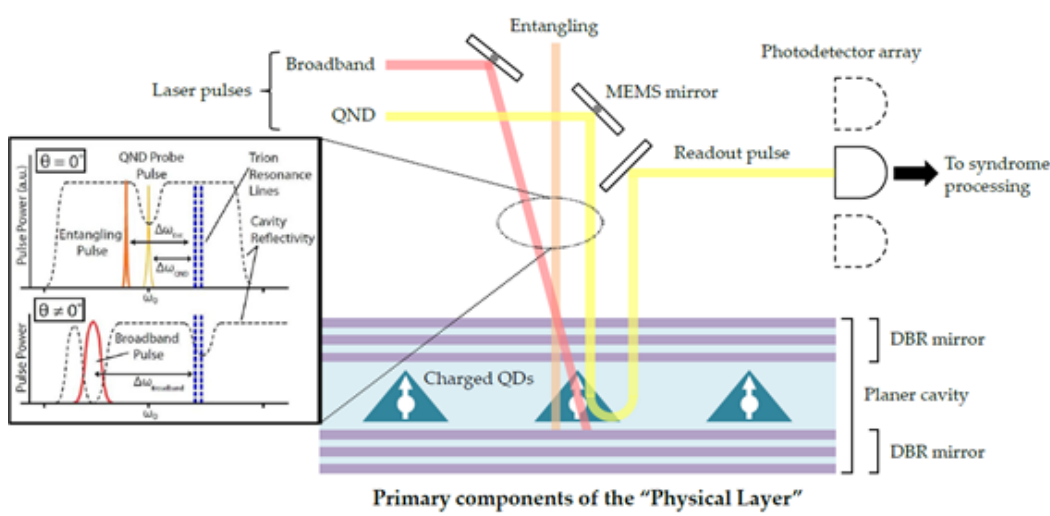 Entangling
Photodetector array
Broadband
Laser pulses
MEMS mirror
QND
Readout pulse
To syndrome
processing
θ = 0°
QND Probe
Pulse
Trion
Resonance
Lines
Pulse Power (a.u.)
Entangling
Pulse
Δω
Cavity
Reflectivity
Δω_QND
ω₀
θ ≠ 0°
Pulse Power
Broadband
Pulse
Δω_Broadband
ω₀
Charged QDs
DBR mirror
Planer cavity
DBR mirror
Primary components of the “Physical Layer”